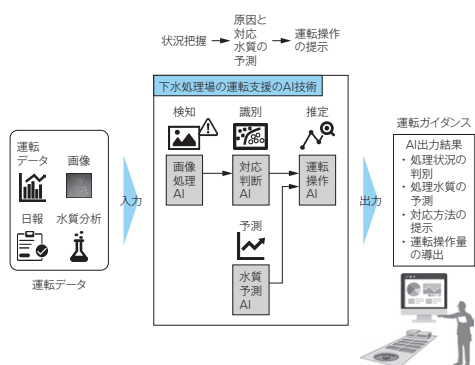 原因と
状況把握
対応
運転操作
水質の
の提示
予測
下水処理場の運転支援のAI技術
検知
識別
推定
画像
処理
AI
対応
判断
AI
運転
操作
AI
予測
水質
予測
AI
運転
データ
画像
日報
水質分析
運転データ
入力
出力
運転ガイダンス
AI出力結果
・処理状況の
判別
・処理水質の
予測
・対応方法の
提示
・運転操作量
の導出